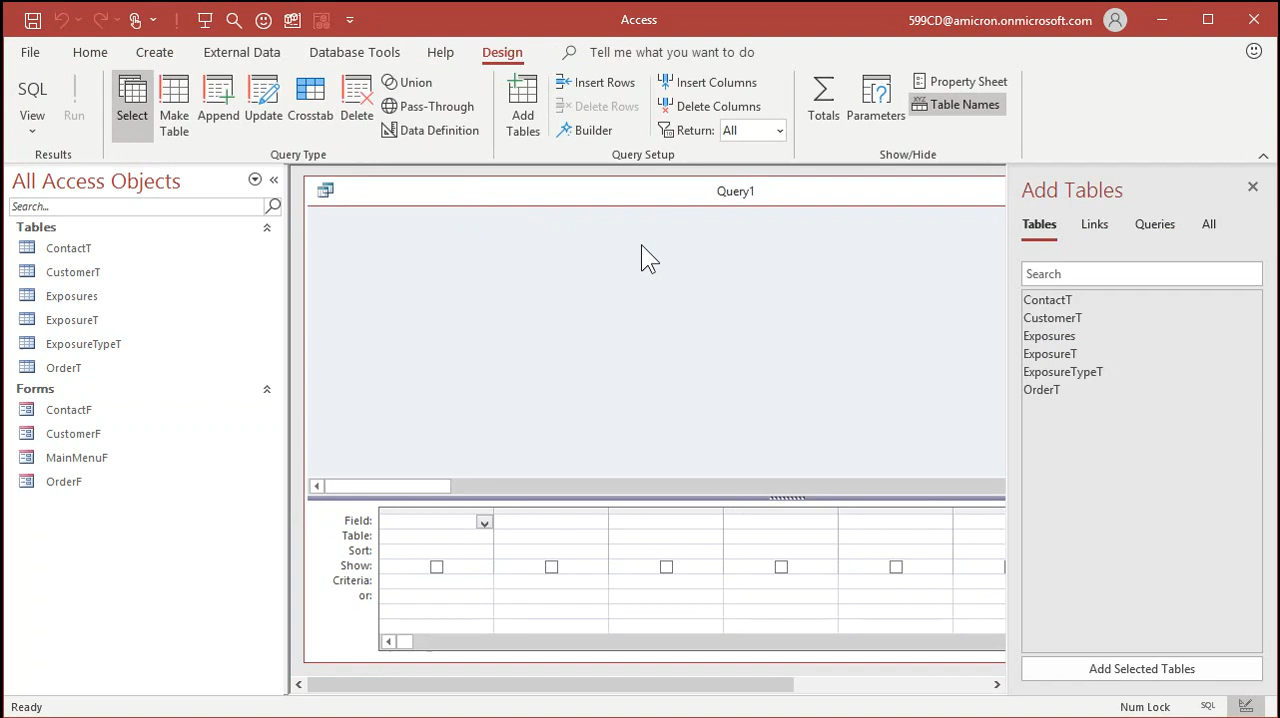 Access
599CD@amicron.onmicrosoft.com
File Home Create External Data Database Tools Help Design Tell me what you want to do
SQL
View
Run
Results
Select
Make
Table
Append
Update
Crosstab
Delete
Union
Pass-Through
Data Definition
Query Type
Add
Tables
Insert Rows
Delete Rows
Builder
Insert Columns
Delete Columns
Return: All
Query Setup
Totals
Parameters
Property Sheet
Table Names
Show/Hide
All Access Objects
Search...
Tables
ContactT
CustomerT
Exposures
ExposureT
ExposureTypeT
OrderT
Forms
ContactF
CustomerF
MainMenuF
OrderF
Query1
Field:
Table:
Sort:
Show:
Criteria:
or:
Add Tables
Tables Links Queries All
Search
ContactT
CustomerT
Exposures
ExposureT
ExposureTypeT
OrderT
Add Selected Tables
Ready
Num Lock
SQL